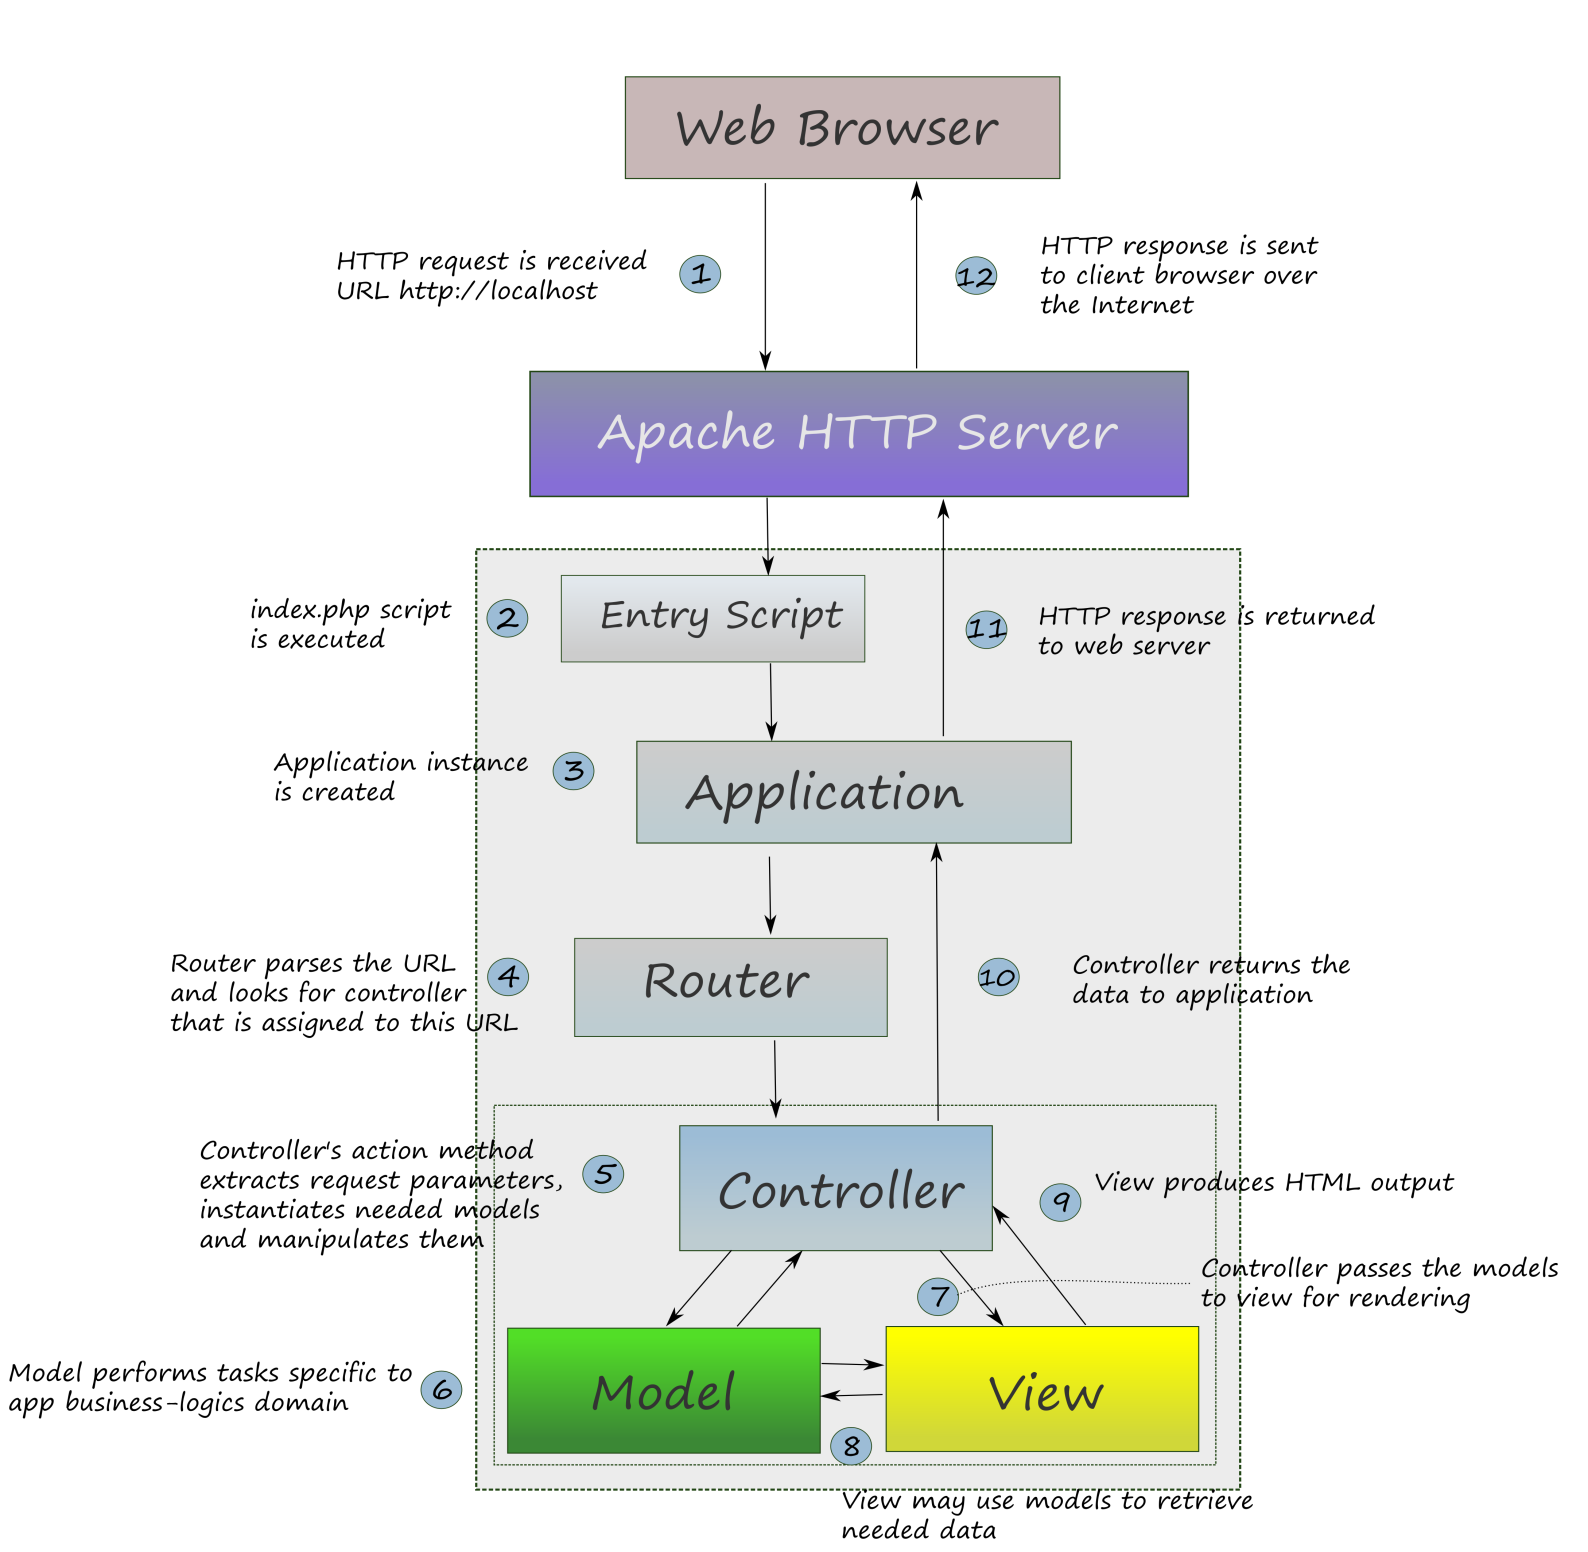 Web Browser
HTTP request is received
URL http://localhost
1
12
HTTP response is sent
to client browser over
the Internet
Apache HTTP Server
index.php script
is executed
2
Entry Script
11
HTTP response is returned
to web server
Application instance
is created
3
Application
Router parses the URL
and looks for controller
that is assigned to this URL
4
Router
10
Controller returns the
data to application
Controller's action method
extracts request parameters,
instantiates needed models
and manipulates them
5
Controller
9
View produces HTML output
7
Controller passes the models
to view for rendering
Model performs tasks specific to
app business-logics domain
6
Model
View
8
View may use models to retrieve
needed data